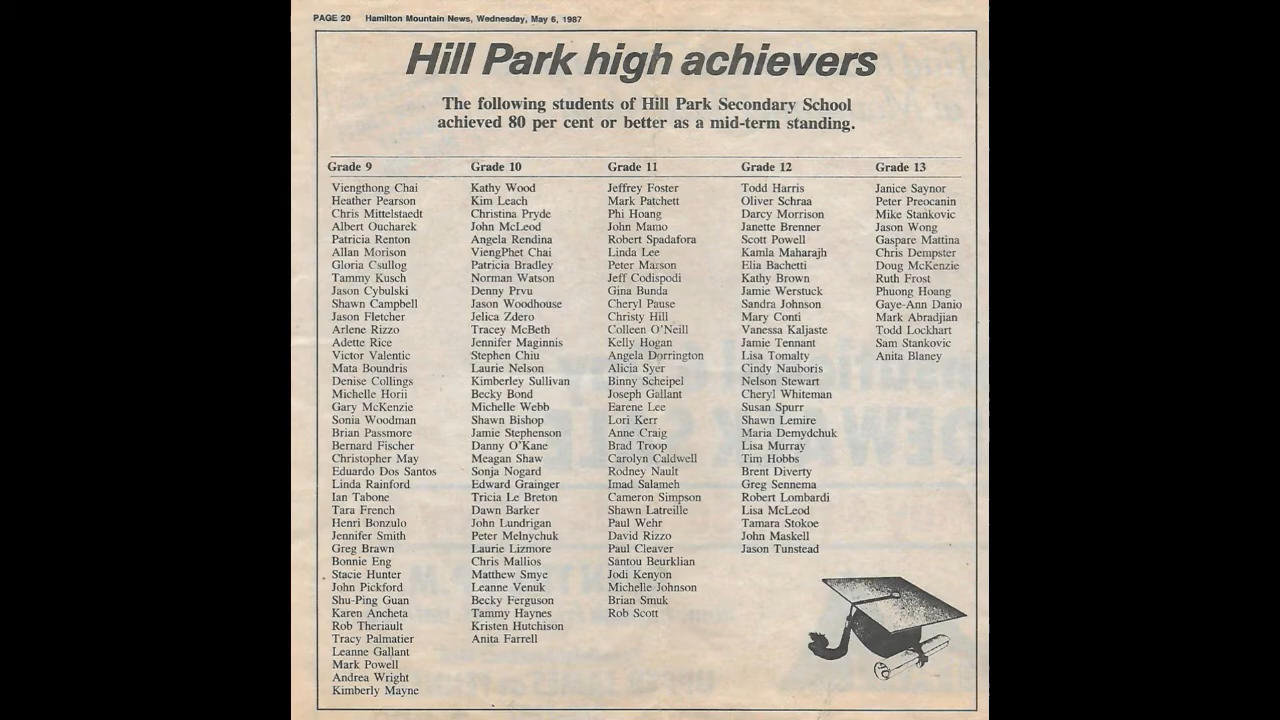 PAGE 20 Hamilton Mountain News, Wednesday, May 6, 1987
Hill Park high achievers
The following students of Hill Park Secondary School
achieved 80 per cent or better as a mid-term standing.
Grade 9
Viengthong Chai
Heather Pearson
Chris Mittelstaedt
Albert Oucharek
Patricia Renton
Allan Morison
Gloria Csullog
Tammy Kusch
Jason Cybulski
Shawn Campbell
Jason Fletcher
Arlene Rizzo
Adette Rice
Victor Valentic
Mata Boundris
Denise Collings
Michelle Horii
Gary McKenzie
Sonia Woodman
Brian Passmore
Bernard Fischer
Christopher May
Eduardo Dos Santos
Linda Rainford
Ian Tabone
Tara French
Henri Bonzulo
Jennifer Smith
Greg Brawn
Bonnie Eng
Stacie Hunter
John Pickford
Shu-Ping Guan
Karen Ancheta
Rob Theriault
Tracy Palmatier
Leanne Gallant
Mark Powell
Andrea Wright
Kimberly Mayne
Grade 10
Kathy Wood
Kim Leach
Christina Pryde
John McLeod
Angela Rendina
ViengPhet Chai
Patricia Bradley
Norman Watson
Denny Prvu
Jason Woodhouse
Jelica Zdero
Tracey McBeth
Jennifer Maginnis
Stephen Chiu
Laurie Nelson
Kimberley Sullivan
Becky Bond
Michelle Webb
Shawn Bishop
Jamie Stephenson
Danny O'Kane
Meagan Shaw
Sonja Nogard
Edward Grainger
Tricia Le Breton
Dawn Barker
John Lundrigan
Peter Melnychuk
Laurie Lizmore
Chris Mallios
Matthew Smye
Leanne Venuk
Becky Ferguson
Tammy Haynes
Kristen Hutchison
Anita Farrell
Grade 11
Jeffrey Foster
Mark Patchett
Phi Hoang
John Mamo
Robert Spadafora
Linda Lee
Peter Marson
Jeff Codispodi
Gina Bunda
Cheryl Pause
Christy Hill
Colleen O'Neill
Kelly Hogan
Angela Dorrington
Alicia Syer
Binny Scheipel
Joseph Gallant
Earene Lee
Lori Kerr
Anne Craig
Brad Troop
Carolyn Caldwell
Rodney Nault
Imad Salameh
Cameron Simpson
Shawn Latreille
Paul Wehr
David Rizzo
Paul Cleaver
Santou Beurklian
Jodi Kenyon
Michelle Johnson
Brian Smuk
Rob Scott
Grade 12
Todd Harris
Oliver Schraa
Darcy Morrison
Janette Brenner
Scott Powell
Kamla Maharajh
Elia Bachetti
Kathy Brown
Jamie Werstuck
Sandra Johnson
Mary Conti
Vanessa Kaljaste
Jamie Tennant
Lisa Tomalty
Cindy Nauboris
Nelson Stewart
Cheryl Whiteman
Susan Spurr
Shawn Lemire
Maria Demydchuk
Lisa Murray
Tim Hobbs
Brent Diverty
Greg Sennema
Robert Lombardi
Lisa McLeod
Tamara Stokoe
John Maskell
Jason Tunstead
Grade 13
Janice Saynor
Peter Preocanin
Mike Stankovic
Jason Wong
Gaspare Mattina
Chris Dempster
Doug McKenzie
Ruth Frost
Phuong Hoang
Gaye-Ann Danio
Mark Abradjian
Todd Lockhart
Sam Stankovic
Anita Blaney